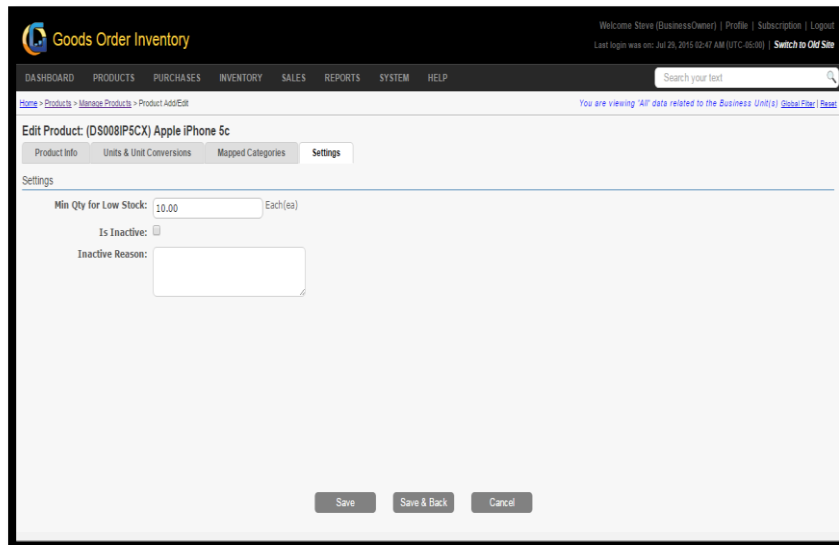 Goods Order Inventory
Welcome Steve (BusinessOwner) | Profile | Subscription | Logout
Last login was on: Jul 29, 2015 02:47 AM (UTC-05:00) | Switch to Old Site
DASHBOARD PRODUCTS PURCHASES INVENTORY SALES REPORTS SYSTEM HELP Search your text
Home > Products > Manage Products > Product Add/Edit You are viewing 'All' data related to the Business Unit(s) Global Filter | Reset
Edit Product: (DS008IP5CX) Apple iPhone 5c
Product Info Units & Unit Conversions Mapped Categories Settings
Settings
Min Qty for Low Stock: 10.00 Each(ea)
Is Inactive:
Inactive Reason:
Save Save & Back Cancel